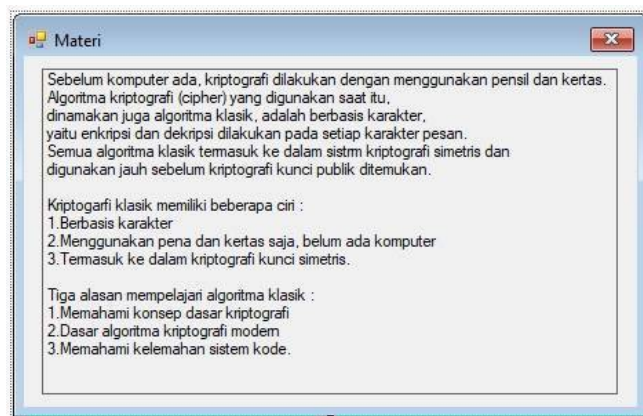 Materi
Sebelum komputer ada, kriptografi dilakukan dengan menggunakan pensil dan kertas.
Algoritma kriptografi (cipher) yang digunakan saat itu,
dinamakan juga algoritma klasik, adalah berbasis karakter,
yaitu enkripsi dan dekripsi dilakukan pada setiap karakter pesan.
Semua algoritma klasik termasuk ke dalam sistrm kriptografi simetris dan
digunakan jauh sebelum kriptografi kunci publik ditemukan.
Kriptogarfi klasik memiliki beberapa ciri :
1.Berbasis karakter
2.Menggunakan pena dan kertas saja, belum ada komputer
3.Termasuk ke dalam kriptografi kunci simetris.
Tiga alasan mempelajari algoritma klasik :
1.Memahami konsep dasar kriptografi
2.Dasar algoritma kriptografi modern
3.Memahami kelemahan sistem kode.